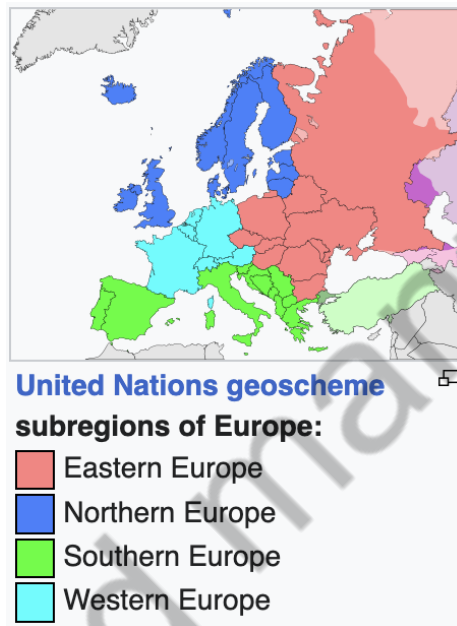 United Nations geoscheme
subregions of Europe:
Eastern Europe
Northern Europe
Southern Europe
Western Europe